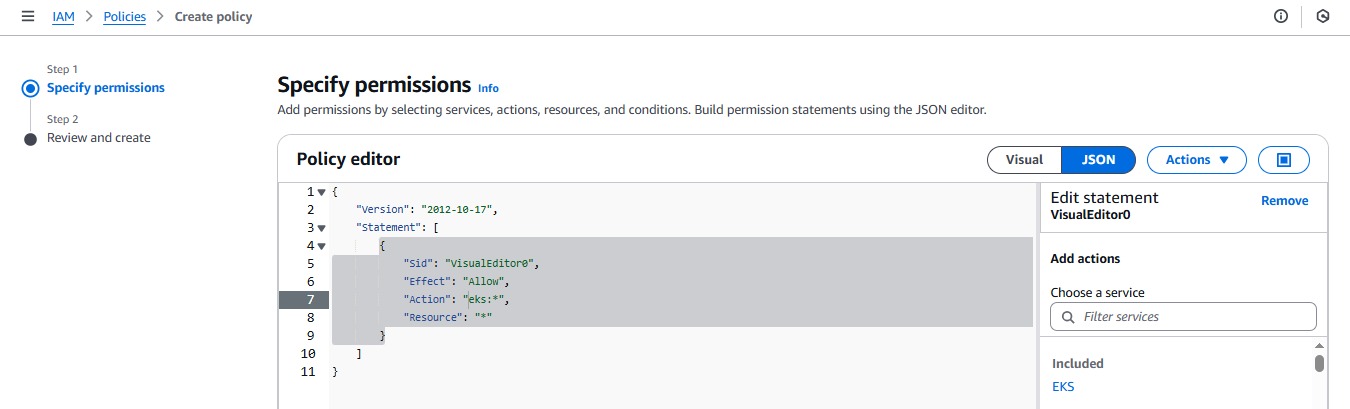 IAM > Policies > Create policy
Step 1
Specify permissions
Step 2
Review and create
Specify permissions Info
Add permissions by selecting services, actions, resources, and conditions. Build permission statements using the JSON editor.
Policy editor
Visual JSON Actions
1 {
2 "Version": "2012-10-17",
3 "Statement": [
4 {
5 "Sid": "VisualEditor0",
6 "Effect": "Allow",
7 "Action": "eks:*",
8 "Resource": "*"
9 }
10 ]
11 }
Edit statement Remove
VisualEditor0
Add actions
Choose a service
Filter services
Included
EKS